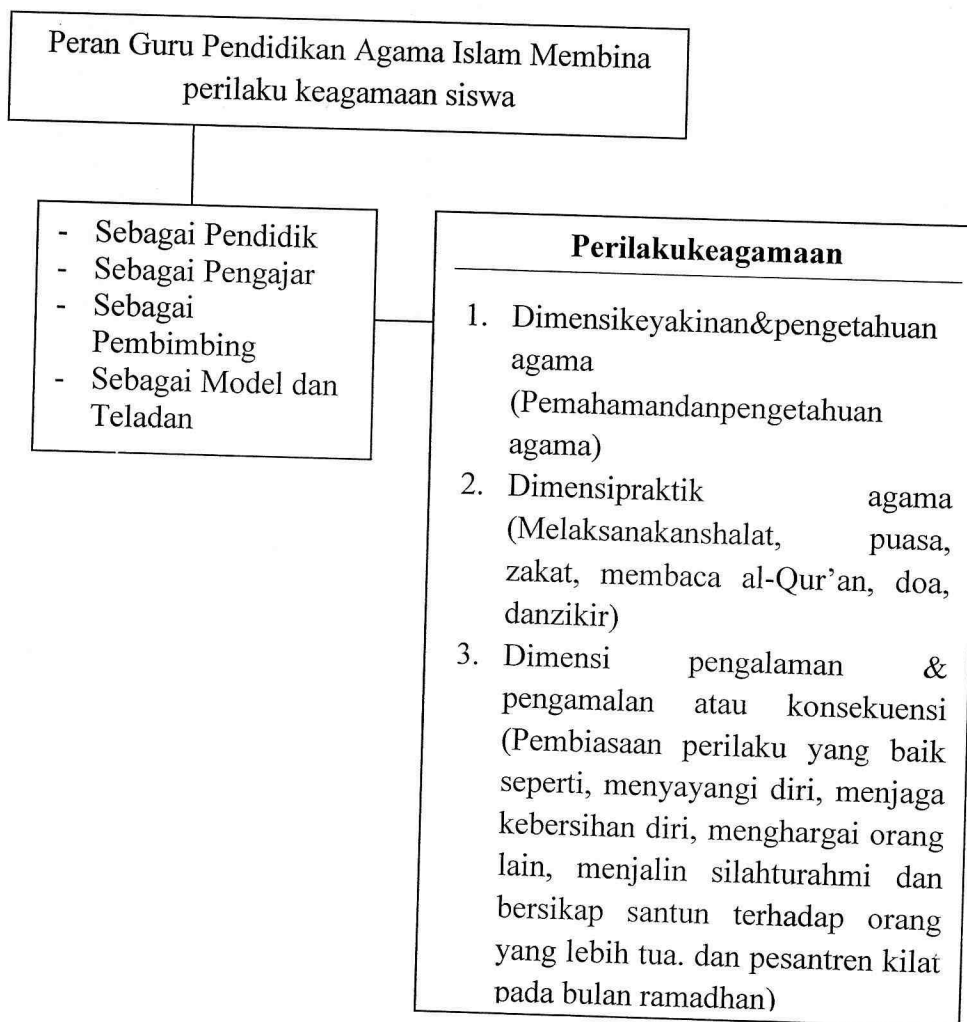 Peran Guru Pendidikan Agama Islam Membina
perilaku keagamaan siswa
- Sebagai Pendidik
- Sebagai Pengajar
- Sebagai
Pembimbing
- Sebagai Model dan
Teladan
Perilakukeagamaan
1. Dimensikeyakinan&pengetahuan
agama
(Pemahamandanpengetahuan
agama)
2. Dimensipraktik agama
(Melaksanakanshalat, puasa,
zakat, membaca al-Qur'an, doa,
danzikir)
3. Dimensi pengalaman &
pengamalan atau konsekuensi
(Pembiasaan perilaku yang baik
seperti, menyayangi diri, menjaga
kebersihan diri, menghargai orang
lain, menjalin silahturahmi dan
bersikap santun terhadap orang
yang lebih tua. dan pesantren kilat
pada bulan ramadhan)